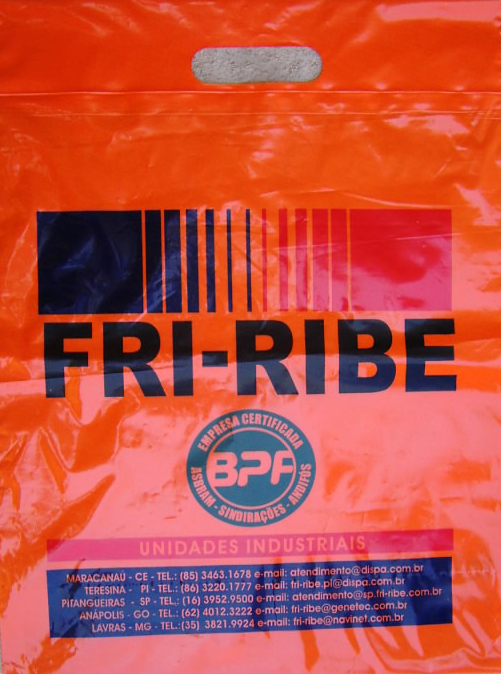 FRI-RIBE
EMPRESA CERTIFICADA
BPF
ASBRAM - SINDIRAÇÕES - ANDIFÓS
UNIDADES INDUSTRIAIS
MARACANAÚ - CE - TEL.: (85) 3463.1678 e-mail: atendimento@dispa.com.br
TERESINA - PI - TEL.: (86) 3220.1777 e-mail: fri-ribe.pi@dispa.com.br
PITANGUEIRAS - SP - TEL.: (16) 3952.9500 e-mail: atendimento@sp.fri-ribe.com.br
ANÁPOLIS - GO - TEL.: (62) 4012.3222 e-mail: fri-ribe@genetec.com.br
LAVRAS - MG - TEL.:(35) 3821.9924 e-mail: fri-ribe@navinet.com.br